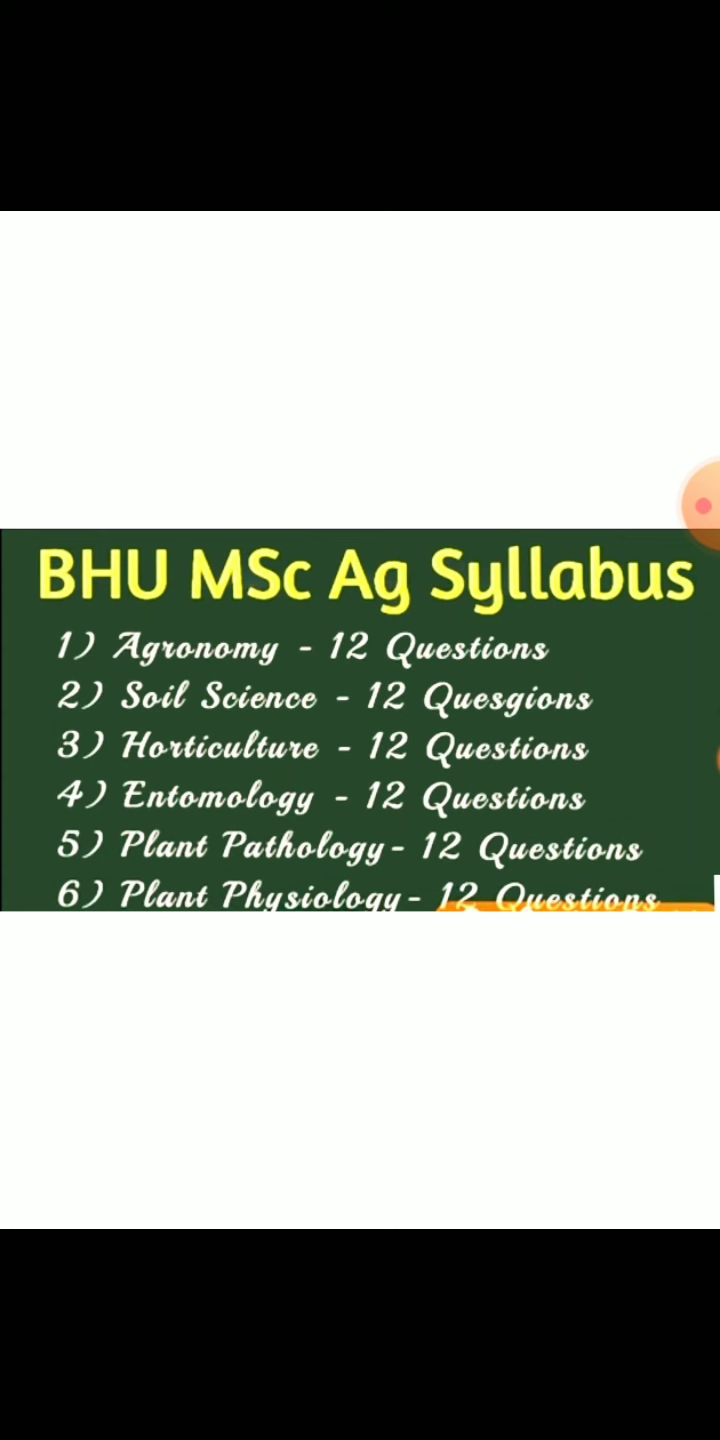 BHU MSc Ag Syllabus
1) Agronomy - 12 Questions
2) Soil Science - 12 Quesgions
3) Horticulture - 12 Questions
4) Entomology - 12 Questions
5) Plant Pathology- 12 Questions
6) Plant Physiology- 12 Questions